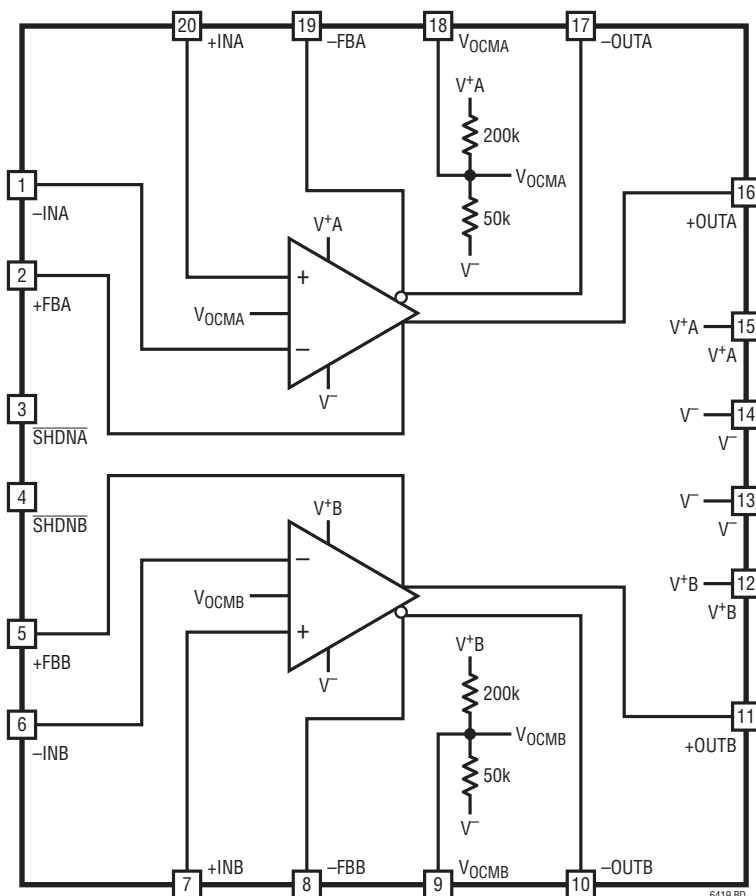 20
+INA
19
–FBA
18
VOCMA
17
–OUTA
V+A
200k
VOCMA
50k
V–
1
–INA
16
+OUTA
V+A
2
+FBA
+
VOCMA
–
V–
15
V+A
V+A
3
SHDNA
14
V–
V–
4
SHDNB
13
V–
V–
V+B
–
VOCMB
+
V–
12
V+B
V+B
5
+FBB
V+B
200k
VOCMB
50k
V–
6
–INB
11
+OUTB
7
+INB
8
–FBB
9
VOCMB
10
–OUTB
6419 BD